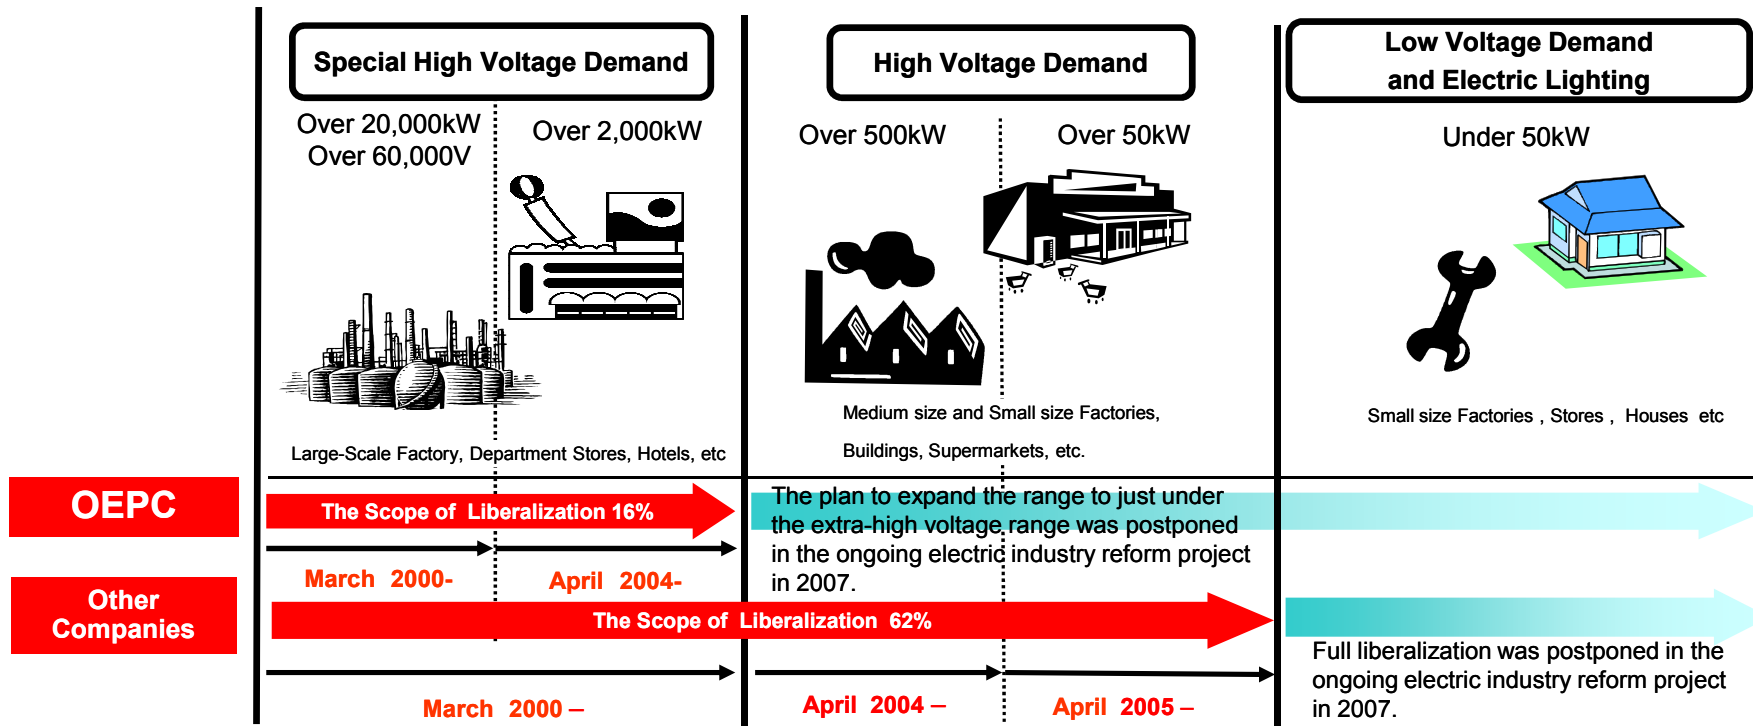 Special High Voltage Demand
High Voltage Demand
Low Voltage Demand
and Electric Lighting
Over 20,000kW
Over 60,000V
Over 2,000kW
Over 500kW
Over 50kW
Under 50kW
Large-Scale Factory, Department Stores, Hotels, etc
Medium size and Small size Factories,
Buildings, Supermarkets, etc.
Small size Factories , Stores , Houses etc
OEPC
The Scope of Liberalization 16%
The plan to expand the range to just under
the extra-high voltage range was postponed
in the ongoing electric industry reform project
in 2007.
March 2000-
April 2004-
Other
Companies
The Scope of Liberalization 62%
March 2000 –
April 2004 –
April 2005 –
Full liberalization was postponed in the
ongoing electric industry reform project
in 2007.